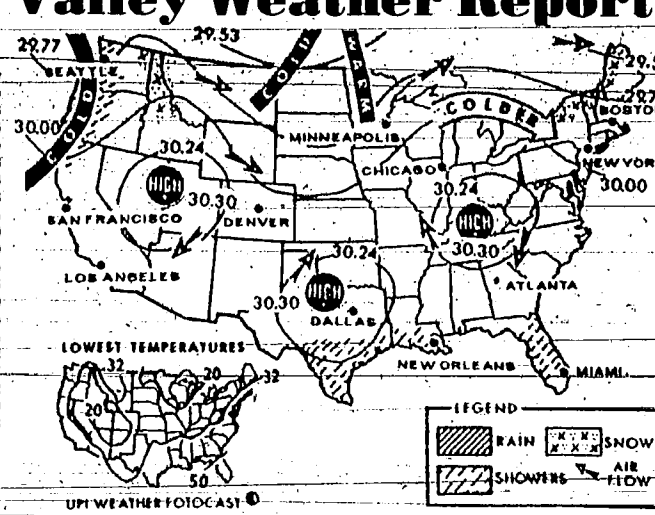 Valley Weather Report
29.77
29.53
SEATTLE
COLD
COLD
WARM
COLDER
BOSTO
30.00
30.24
MINNEAPOLIS
CHICAGO
NEW YOR
30.00
HIGH
30.30
30.24
HIGH
30.30
SAN FRANCISCO
DENVER
LOS ANGELES
30.24
HIGH
30.30
DALLAS
ATLANTA
NEW ORLEANS
MIAMI
LOWEST TEMPERATURES
32
20
32
20
50
UPI WEATHER FOTOCAST
LEGEND
RAIN
SNOW
SHOWERS
AIR
FLOW